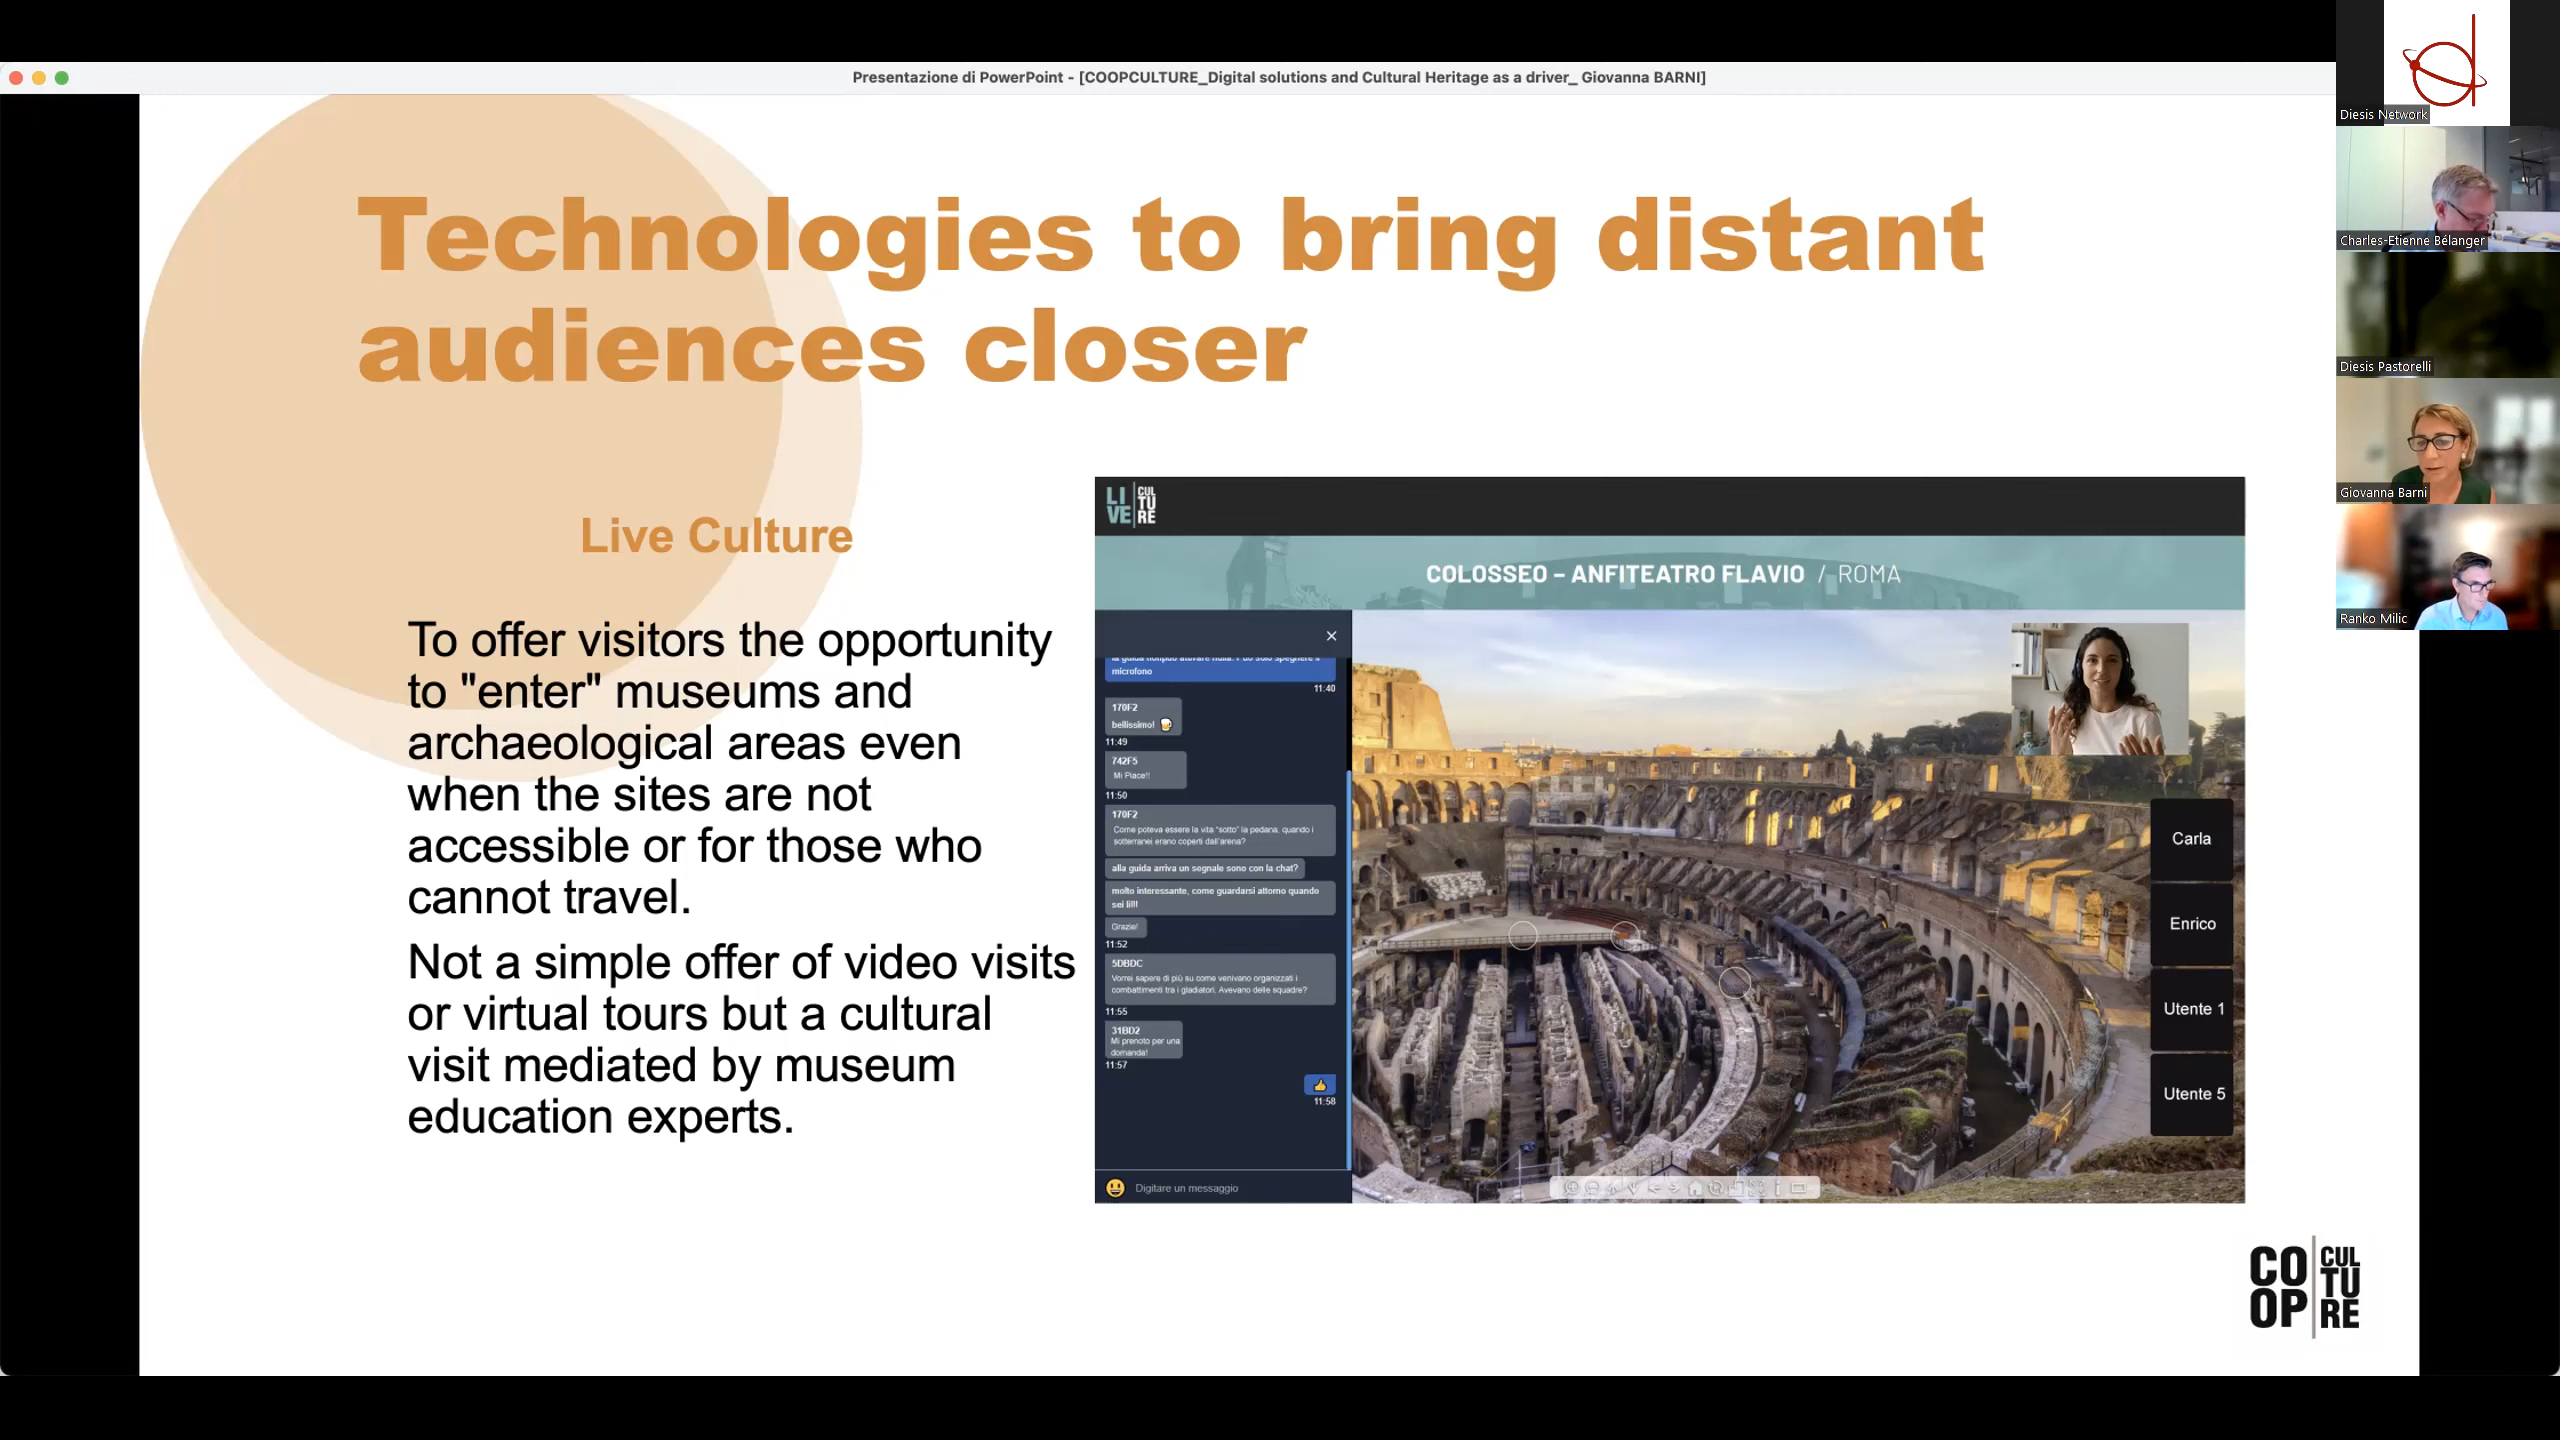 Presentazione di PowerPoint - [COOPCULTURE_Digital solutions and Cultural Heritage as a driver_ Giovanna BARNI]
Technologies to bring distant
audiences closer
Live Culture
To offer visitors the opportunity
to "enter" museums and
archaeological areas even
when the sites are not
accessible or for those who
cannot travel.
Not a simple offer of video visits
or virtual tours but a cultural
visit mediated by museum
education experts.
LI CUL
VE TU
RE
COLOSSEO – ANFITEATRO FLAVIO / ROMA
microfono
11:40
170F2
bellissimo!
11:49
742F5
Mi Piace!!
11:50
170F2
Come poteva essere la vita "sotto" la pedana, quando i
sotterranei erano coperti dall'arena?
alla guida arriva un segnale sono con la chat?
molto interessante, come guardarsi attorno quando
sei lì!!!
Grazie!
11:52
5DBDC
Vorrei sapere di più su come venivano organizzati i
combattimenti tra i gladiatori. Avevano delle squadre?
11:55
31BD2
Mi prenoto per una
domanda!
11:57
11:58
Digitare un messaggio
Carla
Enrico
Utente 1
Utente 5
CO CUL
OP TU
RE
Diesis Network
Charles-Etienne Bélanger
Diesis Pastorelli
Giovanna Barni
Ranko Milic